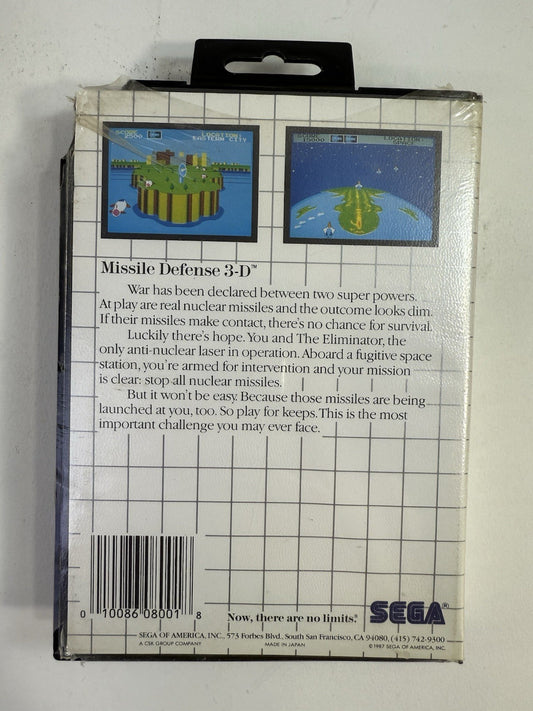 LOCATION:
EASTERN CITY
LOCATION:
Missile Defense 3-D™
War has been declared between two super powers.
At play are real nuclear missiles and the outcome looks dim.
If their missiles make contact, there's no chance for survival.
Luckily there's hope. You and The Eliminator, the
only anti-nuclear laser in operation. Aboard a fugitive space
station, you're armed for intervention and your mission
is clear: stop all nuclear missiles.
But it won't be easy. Because those missiles are being
launched at you, too. So play for keeps. This is the most
important challenge you may ever face.
0 10086 08001 8
Now, there are no limits.®
SEGA®
SEGA OF AMERICA, INC., 573 Forbes Blvd., South San Francisco, CA 94080, (415) 742-9300
A CSK GROUP COMPANY
MADE IN JAPAN
©1987 SEGA OF AMERICA, INC.